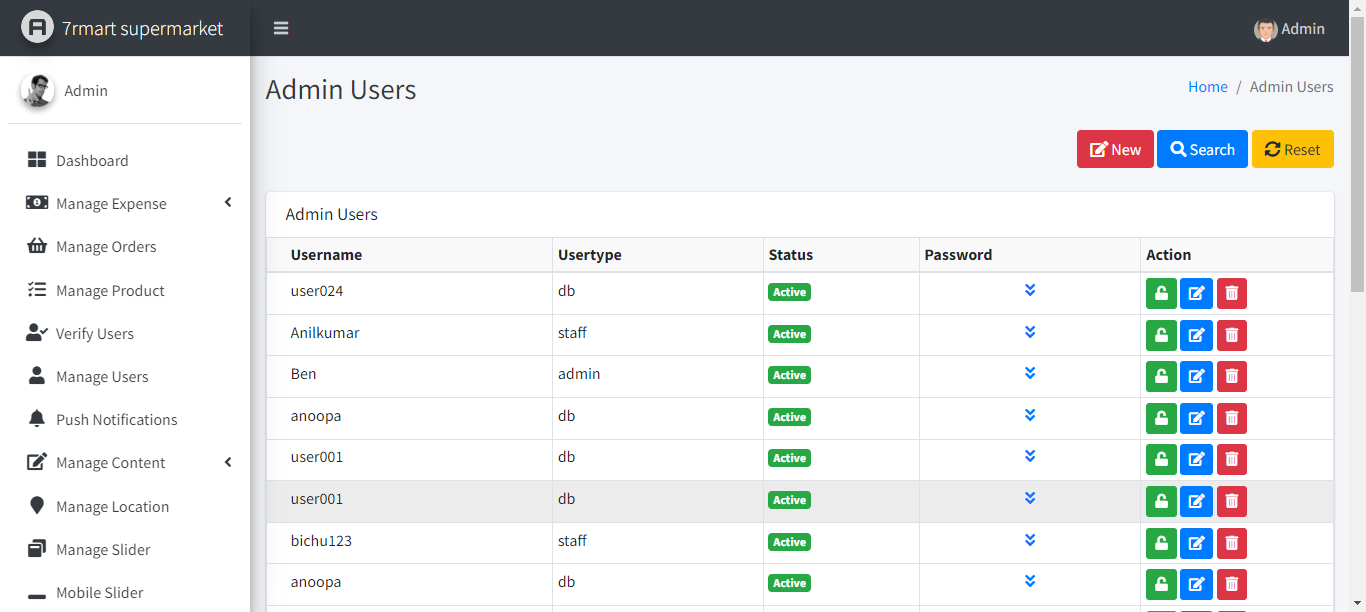 A 7rmart supermarket
Admin
Admin
Admin Users
Home / Admin Users
New Search Reset
Dashboard
Manage Expense
Manage Orders
Manage Product
Verify Users
Manage Users
Push Notifications
Manage Content
Manage Location
Manage Slider
Mobile Slider
Admin Users
Username Usertype Status Password Action
user024 db Active
Anilkumar staff Active
Ben admin Active
anoopa db Active
user001 db Active
user001 db Active
bichu123 staff Active
anoopa db Active